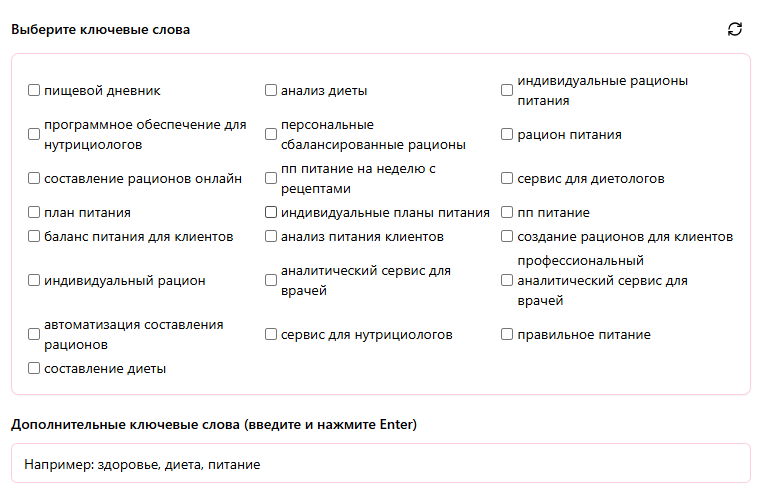 Выберите ключевые слова
пищевой дневник
анализ диеты
индивидуальные рационы
питания
программное обеспечение для
нутрициологов
персональные
сбалансированные рационы
рацион питания
составление рационов онлайн
пп питание на неделю с
рецептами
сервис для диетологов
план питания
индивидуальные планы питания
пп питание
баланс питания для клиентов
анализ питания клиентов
создание рационов для клиентов
индивидуальный рацион
аналитический сервис для
врачей
профессиональный
аналитический сервис для
врачей
автоматизация составления
рационов
сервис для нутрициологов
правильное питание
составление диеты
Дополнительные ключевые слова (введите и нажмите Enter)
Например: здоровье, диета, питание